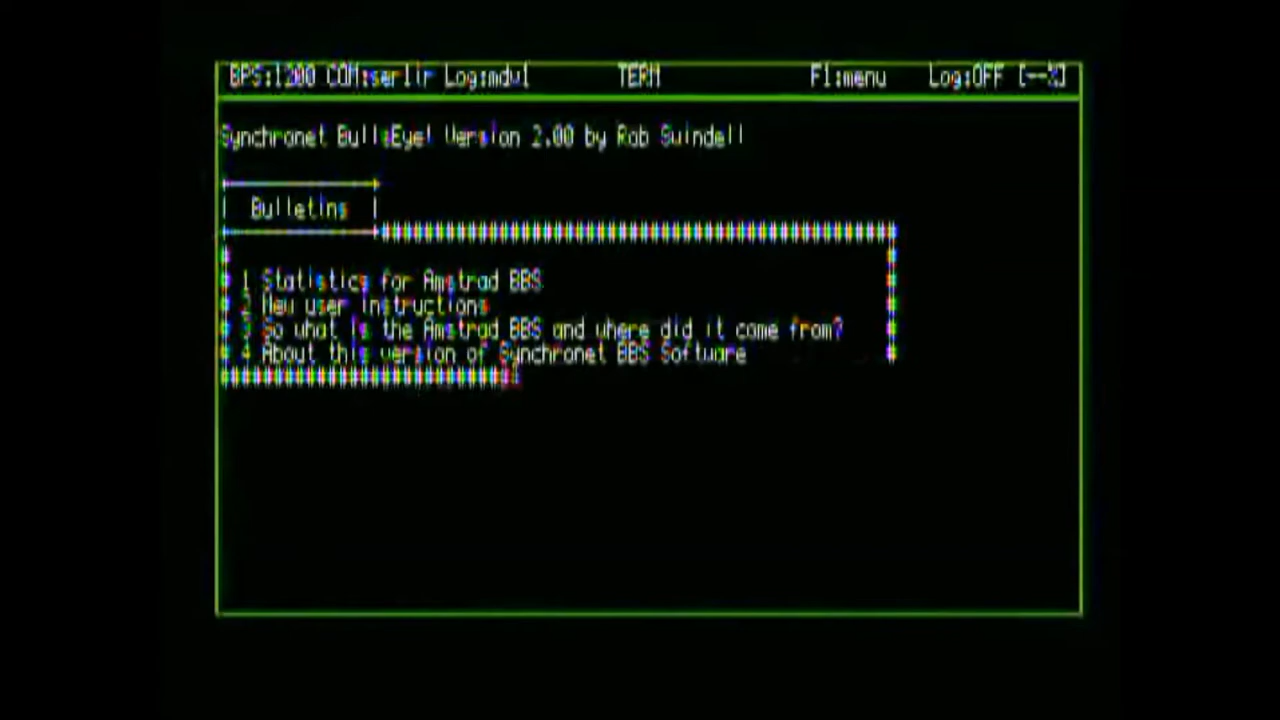 BPS:1200 COM:ser1ir Log:mdv1 TERM F1:menu Log:OFF [--%]
Synchronet BullsEye! Version 2.00 by Rob Swindell
Bulletins
1 Statistics for Amstrad BBS
2 New user instructions
3 So what is the Amstrad BBS and where did it come from?
4 About this version of Synchronet BBS Software